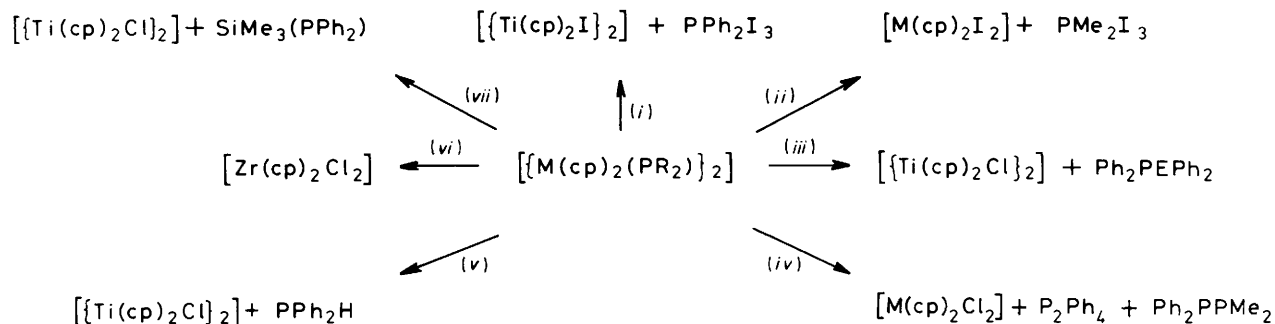 [{Ti(cp)₂Cl}₂] + SiMe₃(PPh₂) [{Ti(cp)₂I}₂] + PPh₂I₃ [M(cp)₂I₂] + PMe₂I₃
(vii) (i) (ii)
[Zr(cp)₂Cl₂] (vi) [{M(cp)₂(PR₂)}₂] (iii) [{Ti(cp)₂Cl}₂] + Ph₂PEPh₂
(v) (iv)
[{Ti(cp)₂Cl}₂] + PPh₂H [M(cp)₂Cl₂] + P₂Ph₄ + Ph₂PPMe₂